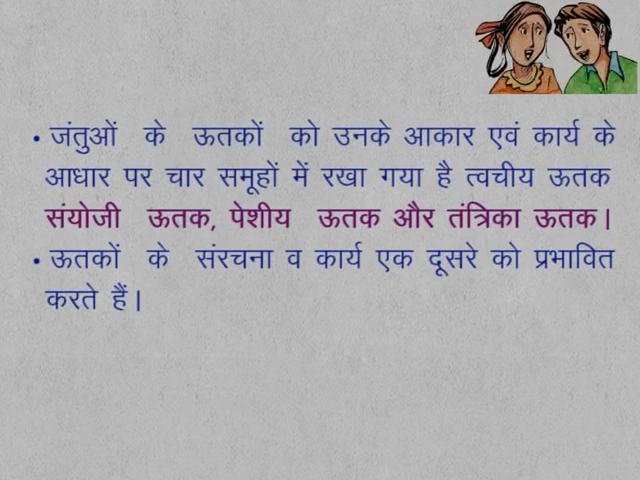 • जंतुओं के ऊतकों को उनके आकार एवं कार्य के
आधार पर चार समूहों में रखा गया है त्वचीय ऊतक
संयोजी ऊतक, पेशीय ऊतक और तंत्रिका ऊतक।
• ऊतकों के संरचना व कार्य एक दूसरे को प्रभावित
करते हैं।